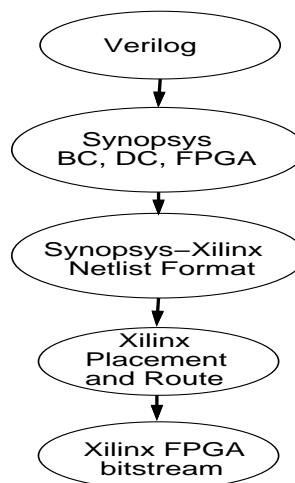 Verilog
Synopsys
BC, DC, FPGA
Synopsys–Xilinx
Netlist Format
Xilinx
Placement
and Route
Xilinx FPGA
bitstream